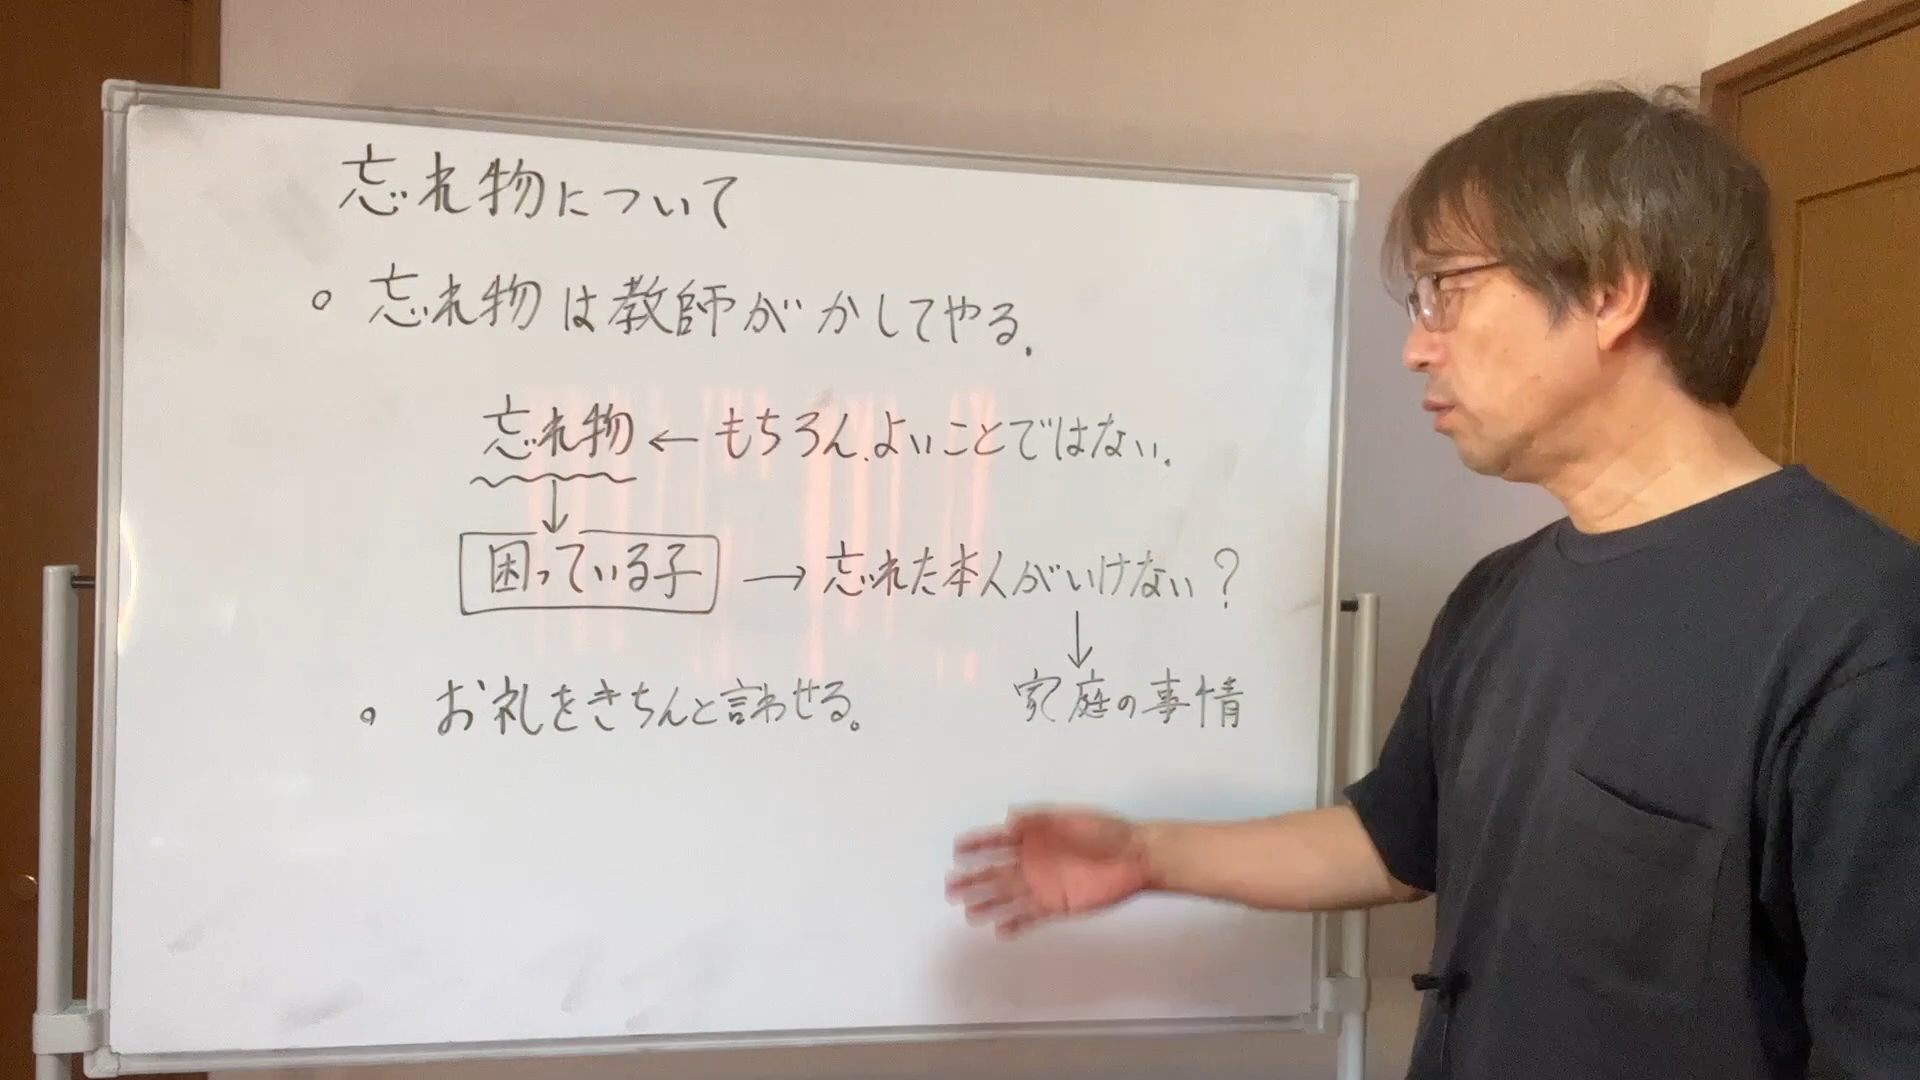 忘れ物について
。忘れ物は教師がかしてやる.
忘れ物←もちろん.よいことではない.
↓
困っている子→忘れた本人がいけない?
↓
。お礼をきちんと言わせる。
家庭の事情